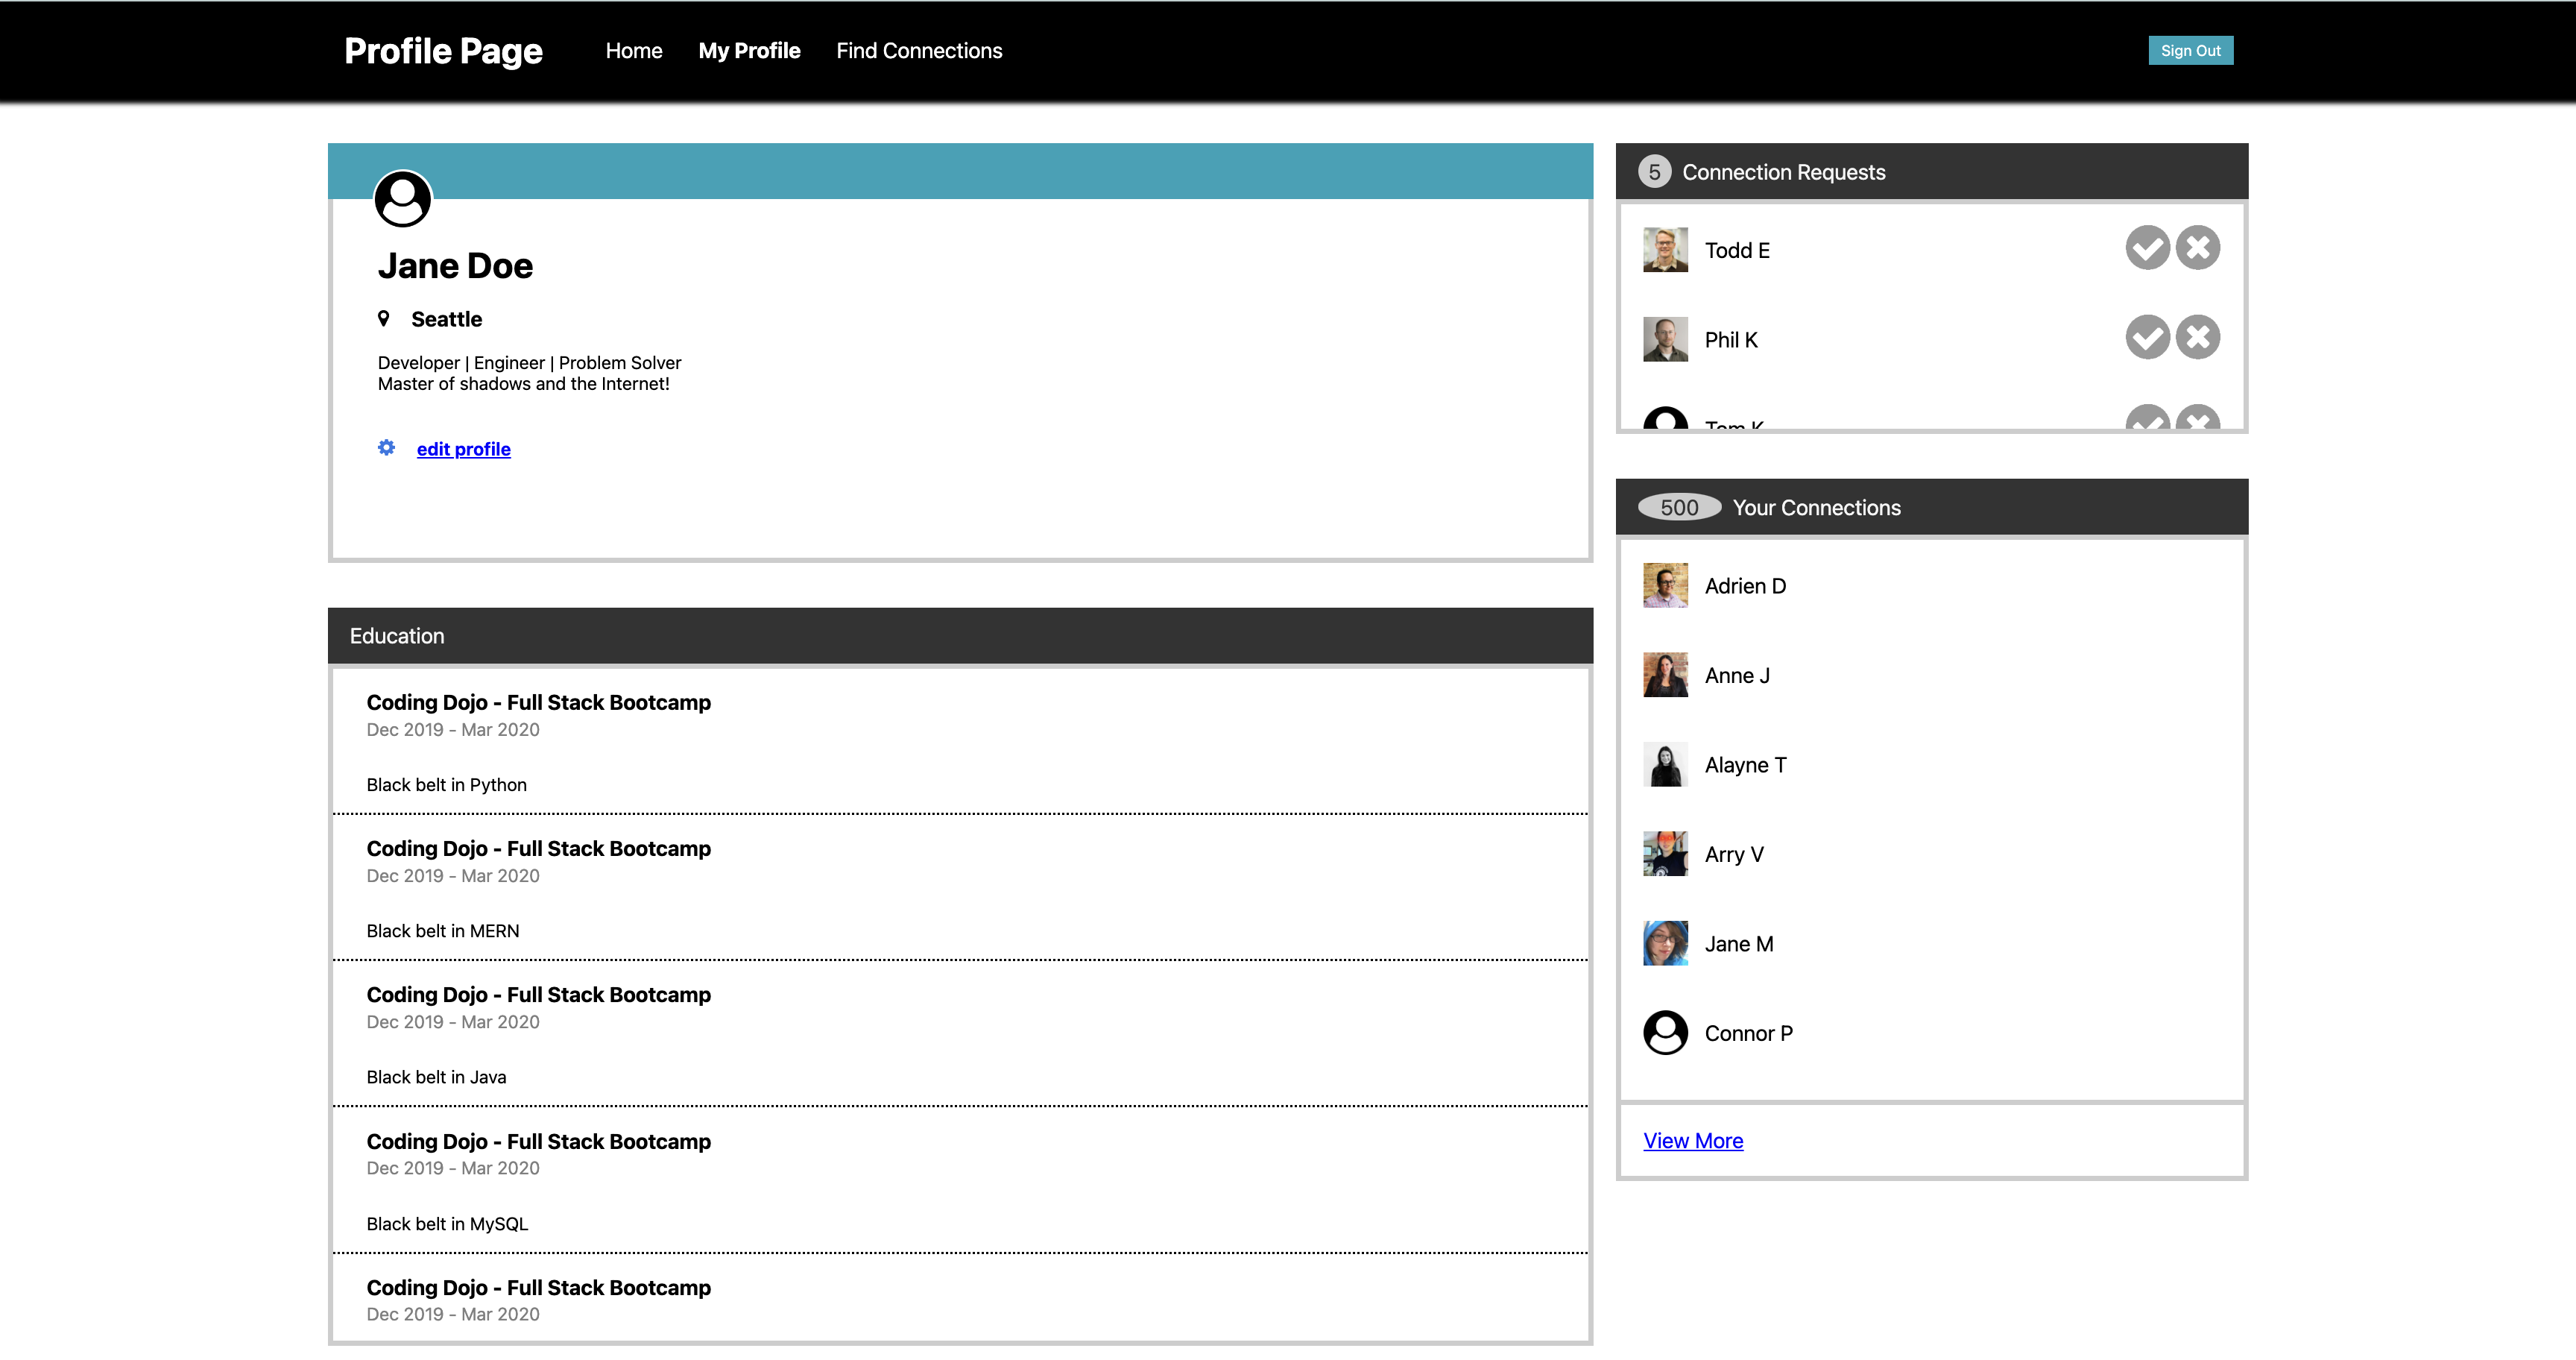 Profile Page
Home
My Profile
Find Connections
Sign Out
Jane Doe
Seattle
Developer | Engineer | Problem Solver
Master of shadows and the Internet!
edit profile
Education
Coding Dojo - Full Stack Bootcamp
Dec 2019 - Mar 2020
Black belt in Python
Coding Dojo - Full Stack Bootcamp
Dec 2019 - Mar 2020
Black belt in MERN
Coding Dojo - Full Stack Bootcamp
Dec 2019 - Mar 2020
Black belt in Java
Coding Dojo - Full Stack Bootcamp
Dec 2019 - Mar 2020
Black belt in MySQL
Coding Dojo - Full Stack Bootcamp
Dec 2019 - Mar 2020
5 Connection Requests
Todd E
Phil K
Tom K
500 Your Connections
Adrien D
Anne J
Alayne T
Arry V
Jane M
Connor P
View More